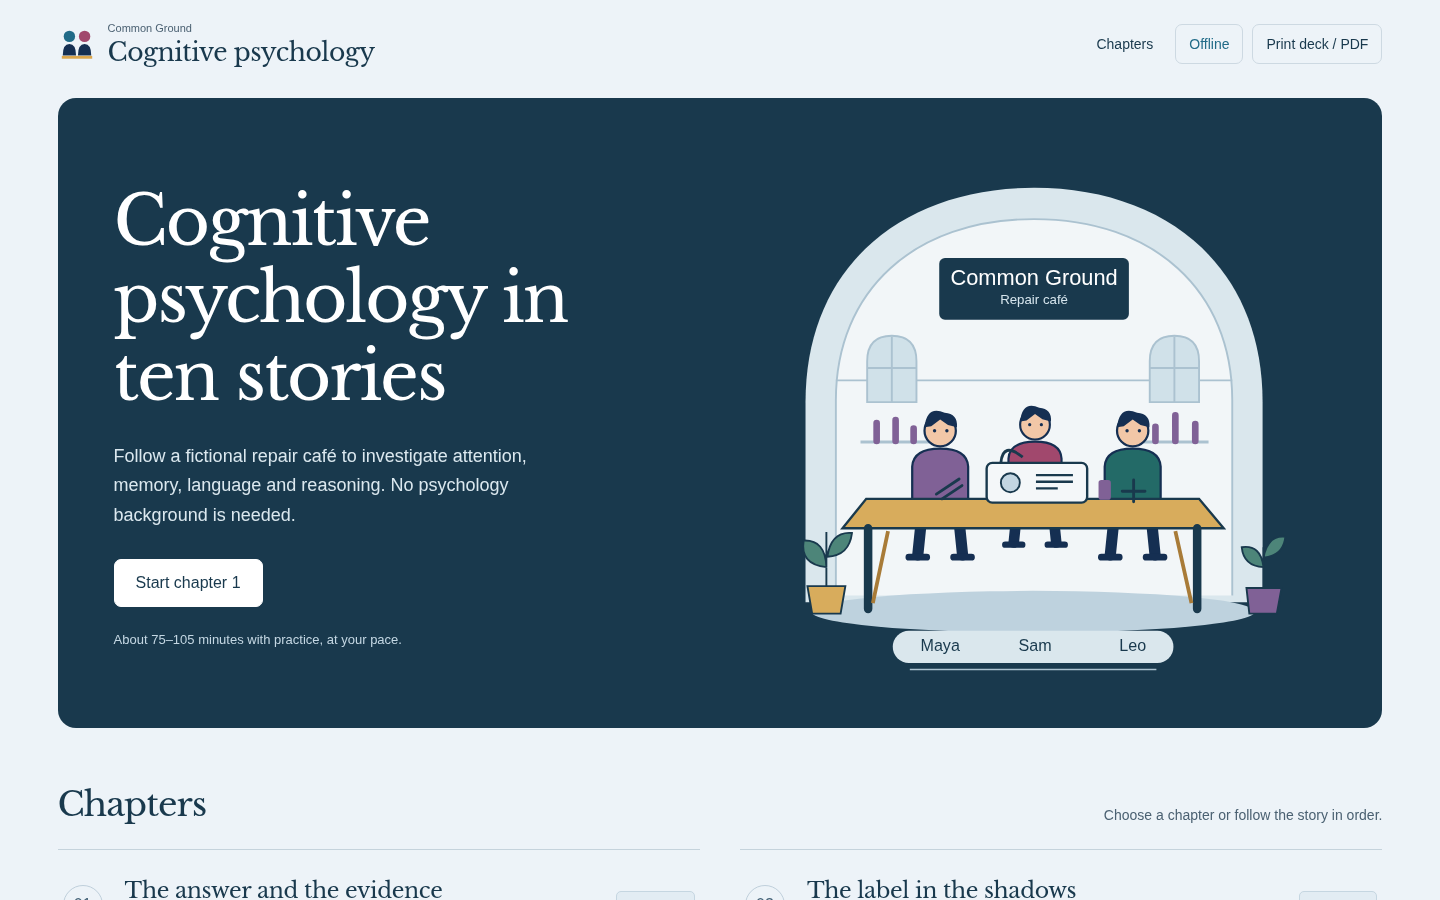 Common Ground
Cognitive psychology
Chapters
Offline
Print deck / PDF
Cognitive
psychology in
ten stories
Follow a fictional repair café to investigate attention,
memory, language and reasoning. No psychology
background is needed.
Start chapter 1
About 75–105 minutes with practice, at your pace.
Common Ground
Repair café
Maya
Sam
Leo
Chapters
Choose a chapter or follow the story in order.
The answer and the evidence
The label in the shadows